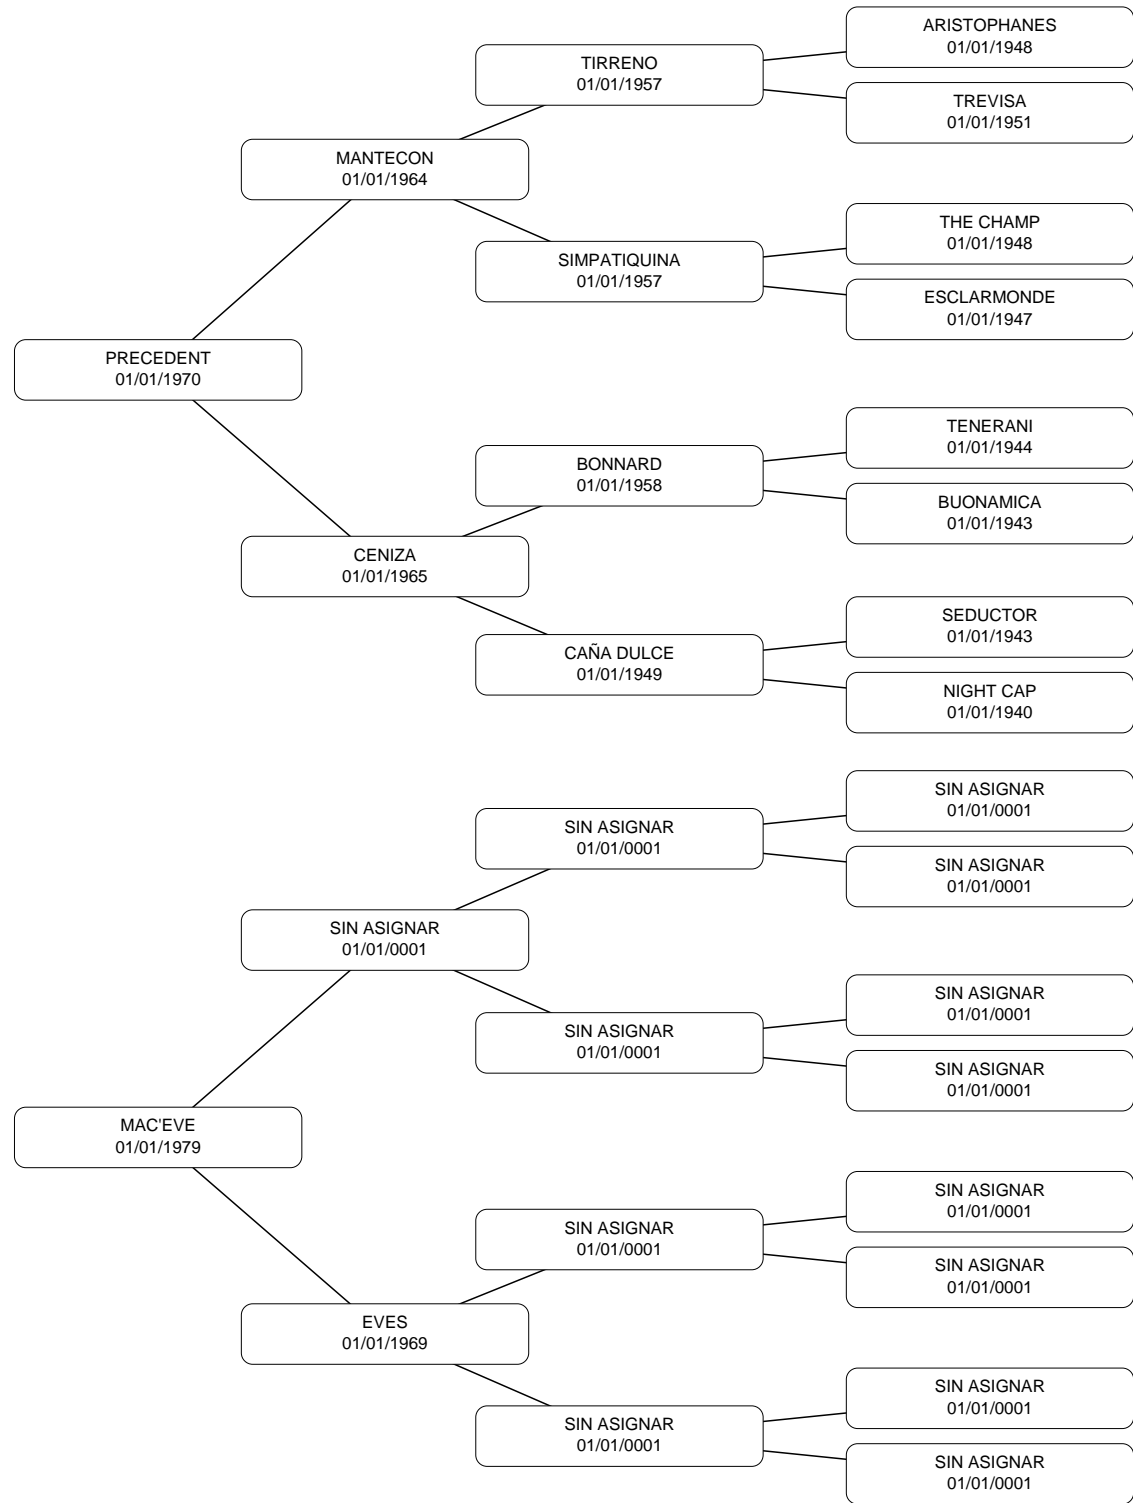 ARISTOPHANES
01/01/1948
TIRRENO
01/01/1957
TREVISA
01/01/1951
MANTECON
01/01/1964
THE CHAMP
01/01/1948
SIMPATIQUINA
01/01/1957
ESCLARMONDE
01/01/1947
PRECEDENT
01/01/1970
TENERANI
01/01/1944
BONNARD
01/01/1958
BUONAMICA
01/01/1943
CENIZA
01/01/1965
SEDUCTOR
01/01/1943
CAÑA DULCE
01/01/1949
NIGHT CAP
01/01/1940
SIN ASIGNAR
01/01/0001
SIN ASIGNAR
01/01/0001
SIN ASIGNAR
01/01/0001
SIN ASIGNAR
01/01/0001
SIN ASIGNAR
01/01/0001
SIN ASIGNAR
01/01/0001
SIN ASIGNAR
01/01/0001
MAC'EVE
01/01/1979
SIN ASIGNAR
01/01/0001
SIN ASIGNAR
01/01/0001
SIN ASIGNAR
01/01/0001
EVES
01/01/1969
SIN ASIGNAR
01/01/0001
SIN ASIGNAR
01/01/0001
SIN ASIGNAR
01/01/0001